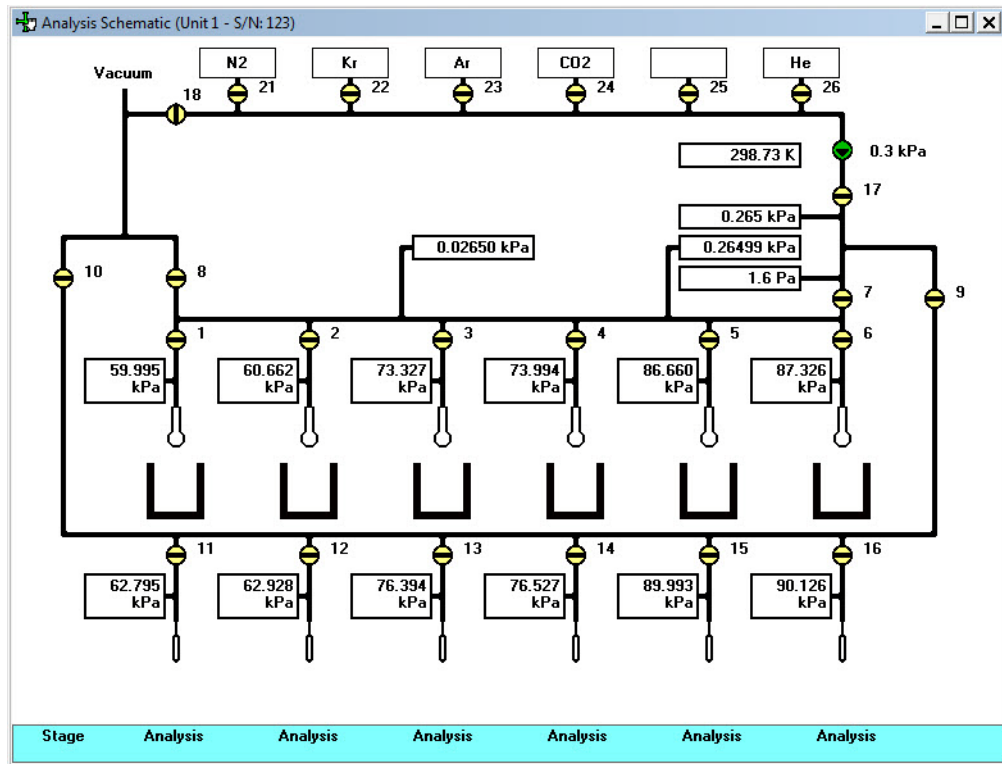 Analysis Schematic (Unit 1 - S/N: 123)
Vacuum
N2 Kr Ar CO2 He
18 21 22 23 24 25 26
298.73 K 0.3 kPa
17
0.265 kPa
0.02650 kPa 0.26499 kPa
10 8 1.6 Pa 7 9
1 2 3 4 5 6
59.995 60.662 73.327 73.994 86.660 87.326
kPa kPa kPa kPa kPa kPa
11 12 13 14 15 16
62.795 62.928 76.394 76.527 89.993 90.126
kPa kPa kPa kPa kPa kPa
Stage Analysis Analysis Analysis Analysis Analysis Analysis